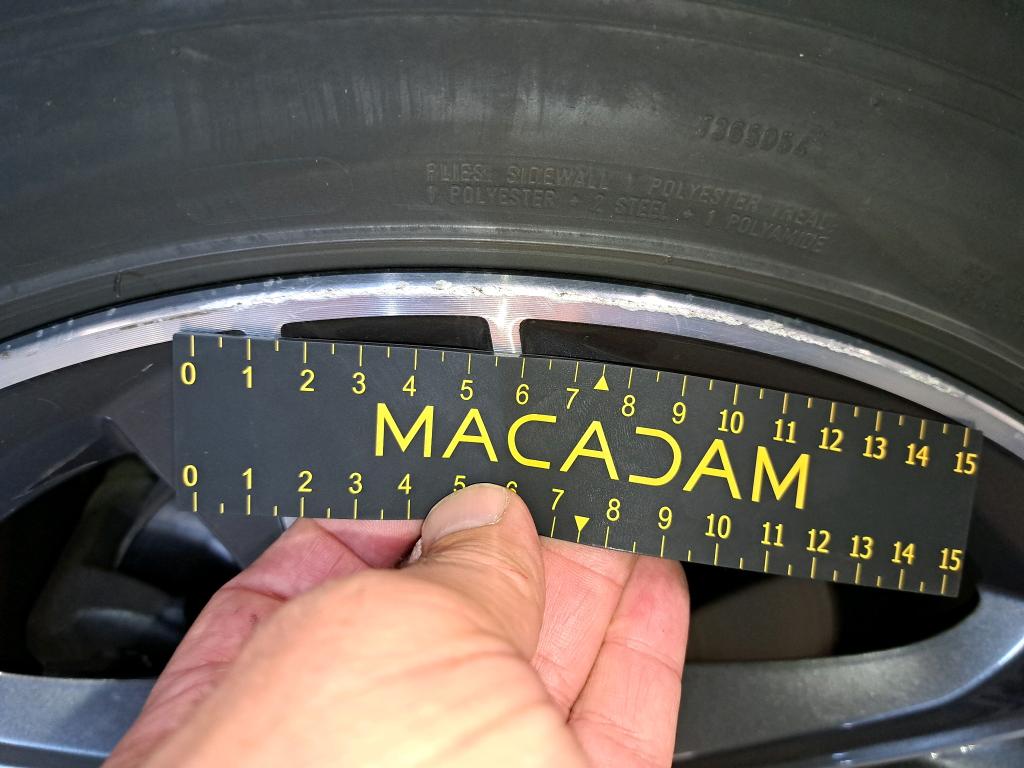 7365054
PLIES: SIDEWALL 1 POLYESTER TREAD
1 POLYESTER + 2 STEEL + 1 POLYAMIDE
0 1 2 3 4 5 6 7 8 9 10 11 12 13 14 15
MACADAM
0 1 2 3 4 5 6 7 8 9 10 11 12 13 14 15